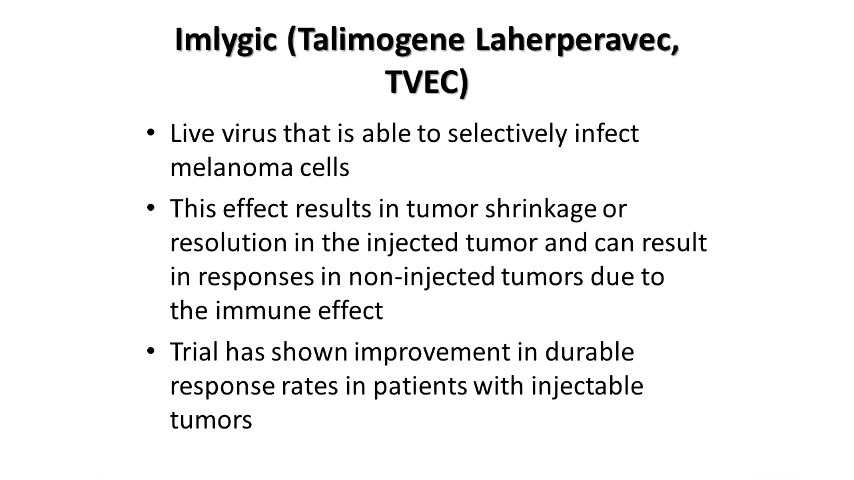 Imlygic (Talimogene Laherperavec,
TVEC)
• Live virus that is able to selectively infect
melanoma cells
• This effect results in tumor shrinkage or
resolution in the injected tumor and can result
in responses in non-injected tumors due to
the immune effect
• Trial has shown improvement in durable
response rates in patients with injectable
tumors